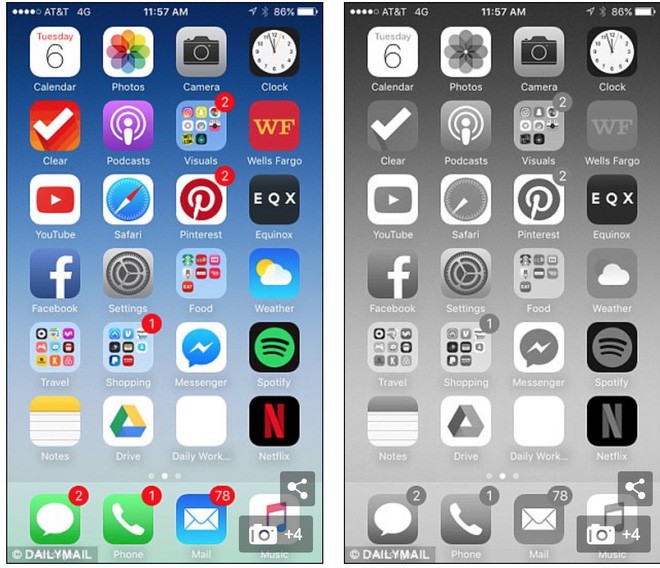 AT&T 4G 11:57 AM 86%
Tuesday
6
Calendar Photos Camera Clock
2
WF
Clear Podcasts Visuals Wells Fargo
2
EQX
YouTube Safari Pinterest Equinox
Facebook Settings Food Weather
1
Travel Shopping Messenger Spotify
Notes Drive Daily Work... Netflix
2 1 78
+4
© DAILYMAIL Phone Mail Music
AT&T 4G 11:57 AM 86%
Tuesday
6
Calendar Photos Camera Clock
2
WF
Clear Podcasts Visuals Wells Fargo
2
EQX
YouTube Safari Pinterest Equinox
Facebook Settings Food Weather
1
Travel Shopping Messenger Spotify
Notes Drive Daily Work... Netflix
2 1 78
+4
© DAILYMAIL Phone Mail Music